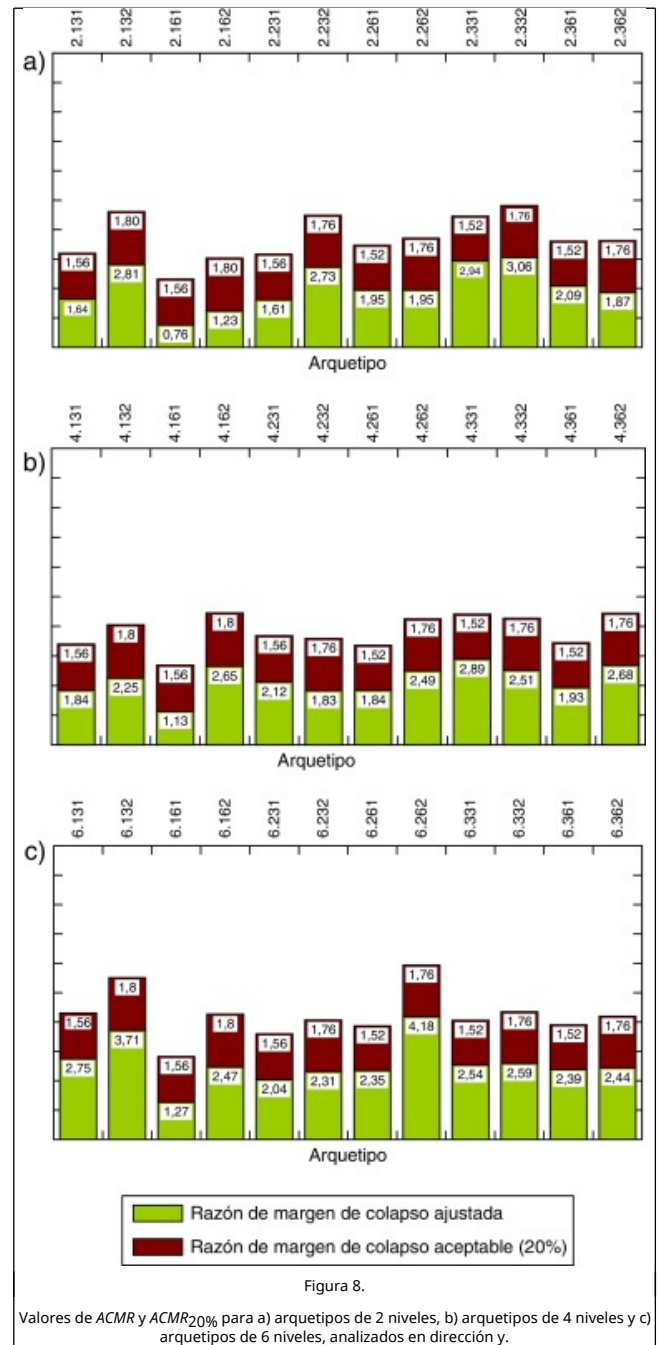 2.131 2.132 2.161 2.162 2.231 2.232 2.261 2.262 2.331 2.332 2.361 2.362
a)
1,56 1,80 1,56 1,80 1,56 1,76 1,52 1,76 1,52 1,76 1,52 1,76
1,64 2,81 0,76 1,23 1,61 2,73 1,95 1,95 2,94 3,06 2,09 1,87
Arquetipo
4.131 4.132 4.161 4.162 4.231 4.232 4.261 4.262 4.331 4.332 4.361 4.362
b)
1,56 1,8 1,56 1,8 1,56 1,76 1,52 1,76 1,52 1,76 1,52 1,76
1,84 2,25 1,13 2,65 2,12 1,83 1,84 2,49 2,89 2,51 1,93 2,68
Arquetipo
6.131 6.132 6.161 6.162 6.231 6.232 6.261 6.262 6.331 6.332 6.361 6.362
c)
1,56 1,8 1,56 1,8 1,56 1,76 1,52 1,76 1,52 1,76 1,52 1,76
2,75 3,71 1,27 2,47 2,04 2,31 2,35 4,18 2,54 2,59 2,39 2,44
Arquetipo
Razón de margen de colapso ajustada
Razón de margen de colapso aceptable (20%)
Figura 8.
Valores de ACMR y ACMR20% para a) arquetipos de 2 niveles, b) arquetipos de 4 niveles y c)
arquetipos de 6 niveles, analizados en dirección y.